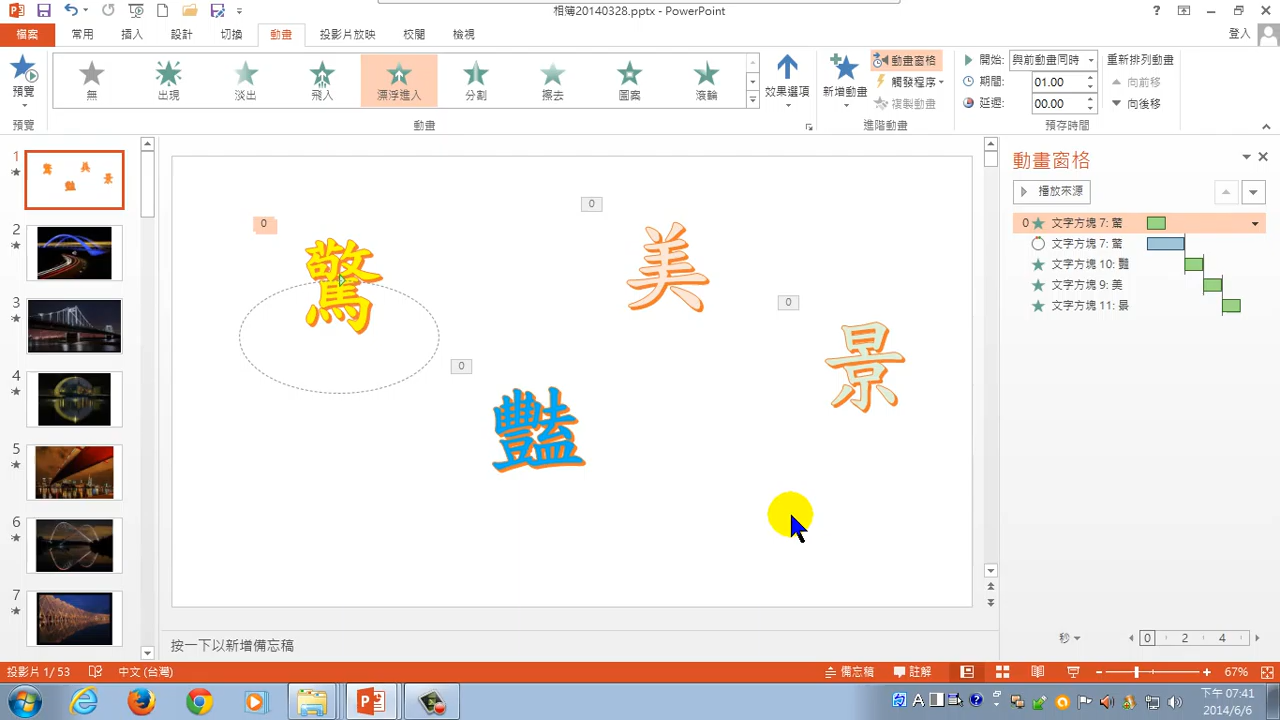 相簿20140328.pptx - PowerPoint
?
檔案 常用 插入 設計 切換 動畫 投影片放映 校閱 檢視 登入
預覽 無 出現 淡出 飛入 漂浮進入 分割 擦去 圖案 滾輪 效果選項 新增動畫
動畫窗格
觸發程序
複製動畫
開始: 與前動畫同時
期間: 01.00
延遲: 00.00
重新排列動畫
向前移
向後移
預覽 動畫 進階動畫 預存時間
1
2
3
4
5
6
7
0
0
0
0
驚
美
景
豔
動畫窗格
播放來源
0 文字方塊 7: 驚
文字方塊 7: 驚
文字方塊 10: 豔
文字方塊 9: 美
文字方塊 11: 景
秒 0 2 4
按一下以新增備忘稿
投影片 1/53 中文 (台灣) 備忘稿 註解 67%
下午 07:41
2014/6/6